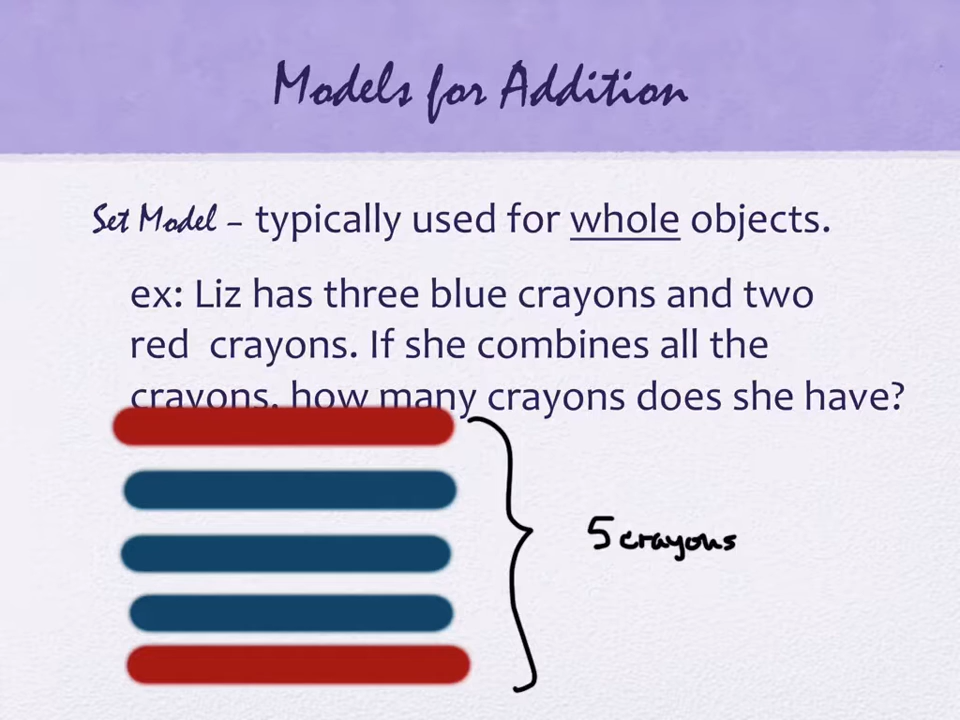 Models for Addition
Set Model – typically used for whole objects.
ex: Liz has three blue crayons and two
red crayons. If she combines all the
crayons, how many crayons does she have?
5 crayons